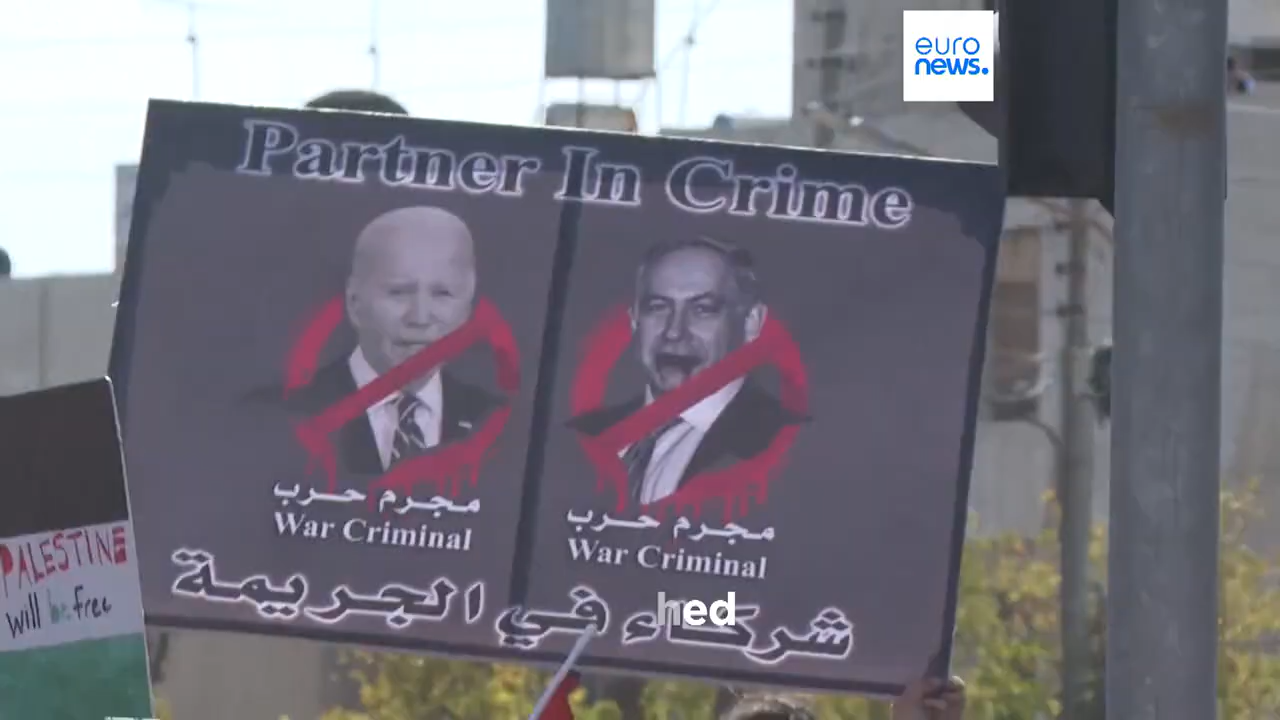 euro
news.
Partner In Crime
مجرم حرب
War Criminal
مجرم حرب
War Criminal
شركاء في الجريمة
PALESTINE
will be free
hed